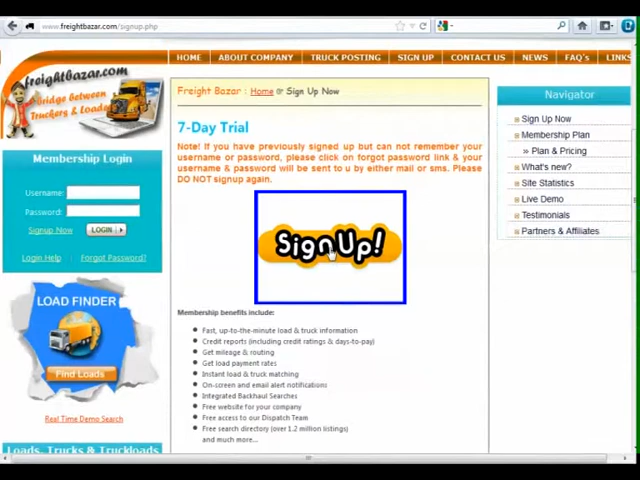 www.freightbazar.com/signup.php
freightbazar.com
Bridge between
Truckers & Loader
HOME ABOUT COMPANY TRUCK POSTING SIGN UP CONTACT US NEWS FAQ's LINKS
Freight Bazar : Home Sign Up Now
7-Day Trial
Note! If you have previously signed up but can not remember your
username or password, please click on forgot password link & your
username & password will be sent to u by either mail or sms. Please
DO NOT signup again.
SignUp!
Membership benefits include:
Fast, up-to-the-minute load & truck information
Credit reports (including credit ratings & days-to-pay)
Get mileage & routing
Get load payment rates
Instant load & truck matching
On-screen and email alert notifications
Integrated Backhaul Searches
Free website for your company
Free access to our Dispatch Team
Free search directory (over 1.2 million listings)
and much more...
Membership Login
Username:
Password:
Signup Now LOGIN
Login Help Forgot Password?
LOAD FINDER
Find Loads
Real Time Demo Search
Loads, Trucks & Truckloads
Navigator
Sign Up Now
Membership Plan
» Plan & Pricing
What's new?
Site Statistics
Live Demo
Testimonials
Partners & Affiliates